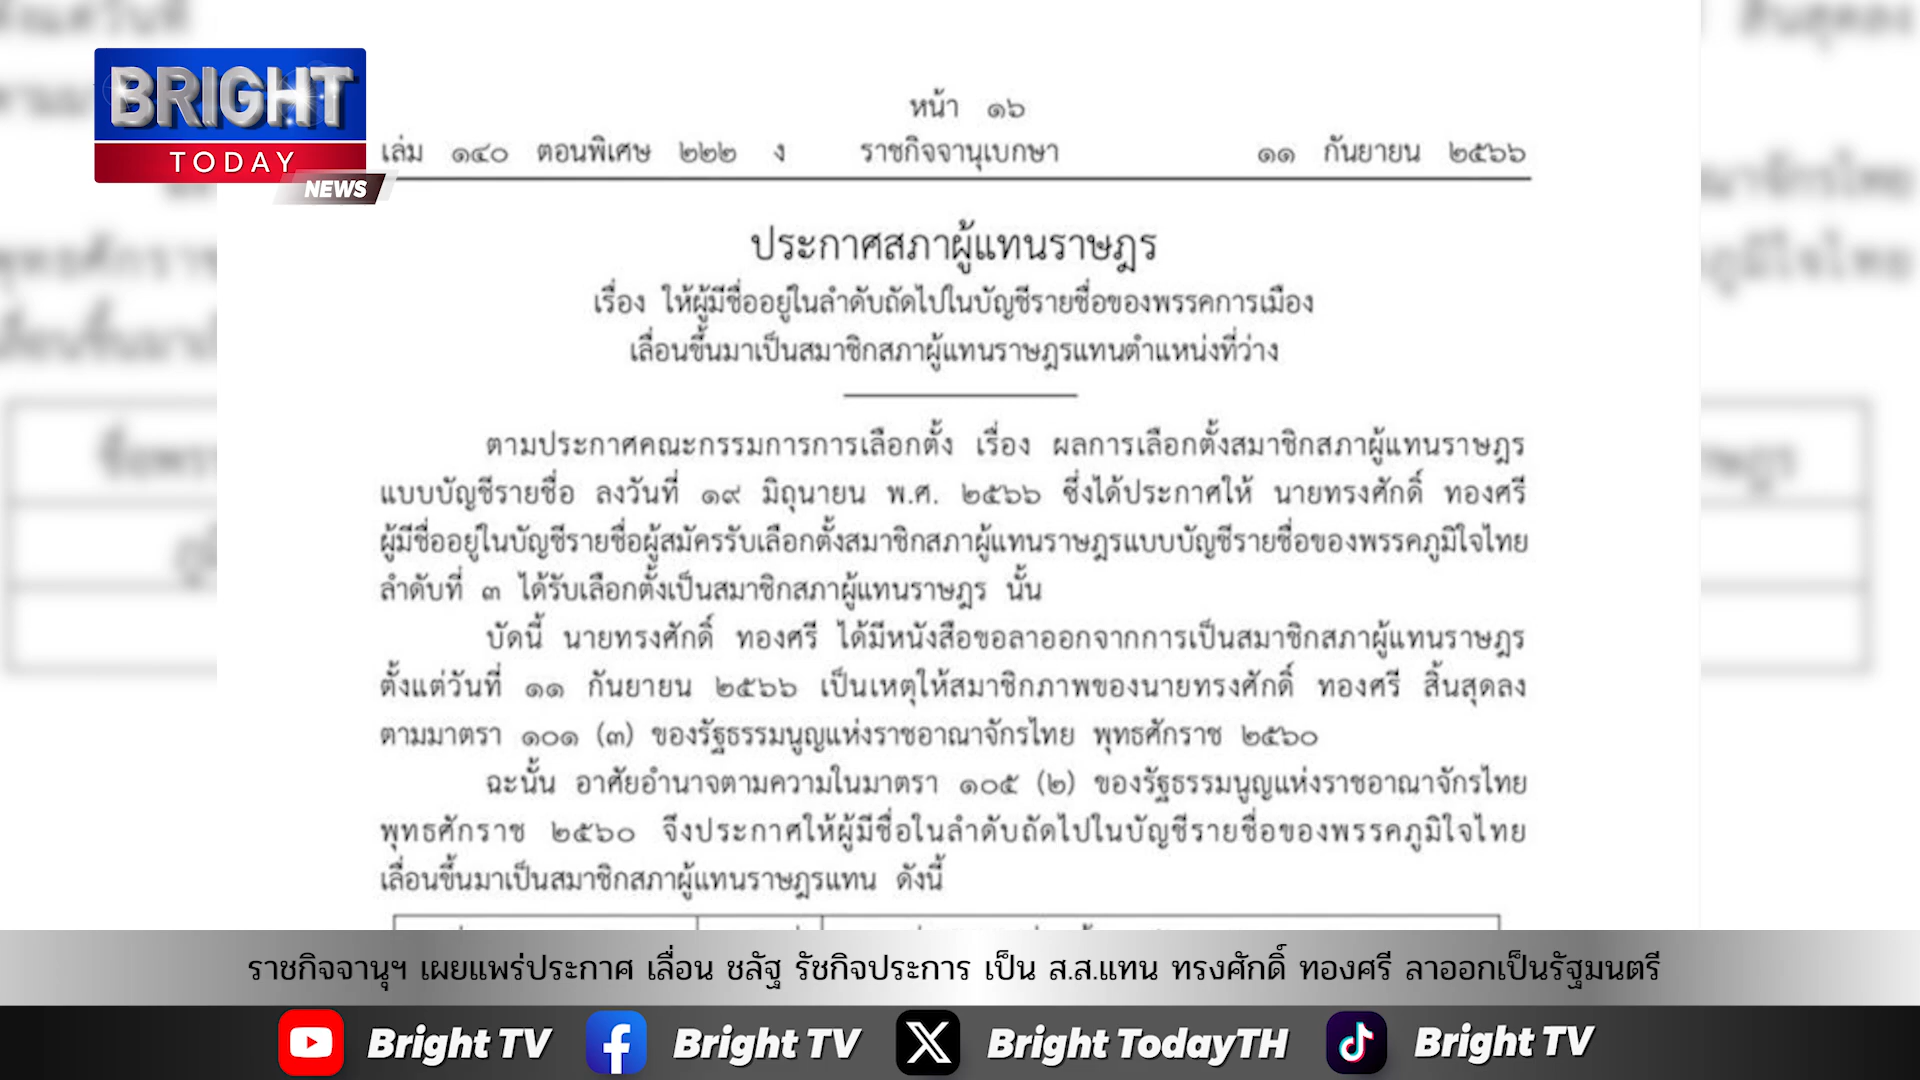 BRIGHT
TODAY
NEWS
หน้า ๑๖
เล่ม ๑๔๐ ตอนพิเศษ ๒๒๒ ง ราชกิจจานุเบกษา ๑๑ กันยายน ๒๕๖๖
ประกาศสภาผู้แทนราษฎร
เรื่อง ให้ผู้มีชื่ออยู่ในลำดับถัดไปในบัญชีรายชื่อของพรรคการเมือง
เลื่อนขึ้นมาเป็นสมาชิกสภาผู้แทนราษฎรแทนตำแหน่งที่ว่าง
ตามประกาศคณะกรรมการการเลือกตั้ง เรื่อง ผลการเลือกตั้งสมาชิกสภาผู้แทนราษฎร
แบบบัญชีรายชื่อ ลงวันที่ ๑๙ มิถุนายน พ.ศ. ๒๕๖๖ ซึ่งได้ประกาศให้ นายทรงศักดิ์ ทองศรี
ผู้มีชื่ออยู่ในบัญชีรายชื่อผู้สมัครรับเลือกตั้งสมาชิกสภาผู้แทนราษฎรแบบบัญชีรายชื่อของพรรคภูมิใจไทย
ลำดับที่ ๓ ได้รับเลือกตั้งเป็นสมาชิกสภาผู้แทนราษฎร นั้น
บัดนี้ นายทรงศักดิ์ ทองศรี ได้มีหนังสือขอลาออกจากการเป็นสมาชิกสภาผู้แทนราษฎร
ตั้งแต่วันที่ ๑๑ กันยายน ๒๕๖๖ เป็นเหตุให้สมาชิกภาพของนายทรงศักดิ์ ทองศรี สิ้นสุดลง
ตามมาตรา ๑๐๑ (๓) ของรัฐธรรมนูญแห่งราชอาณาจักรไทย พุทธศักราช ๒๕๖๐
ฉะนั้น อาศัยอำนาจตามความในมาตรา ๑๐๕ (๒) ของรัฐธรรมนูญแห่งราชอาณาจักรไทย
พุทธศักราช ๒๕๖๐ จึงประกาศให้ผู้มีชื่อในลำดับถัดไปในบัญชีรายชื่อของพรรคภูมิใจไทย
เลื่อนขึ้นมาเป็นสมาชิกสภาผู้แทนราษฎรแทน ดังนี้
ราชกิจจานุฯ เผยแพร่ประกาศ เลื่อน ชลัฐ รัชกิจประการ เป็น ส.ส.แทน ทรงศักดิ์ ทองศรี ลาออกเป็นรัฐมนตรี
Bright TV Bright TV Bright TodayTH Bright TV